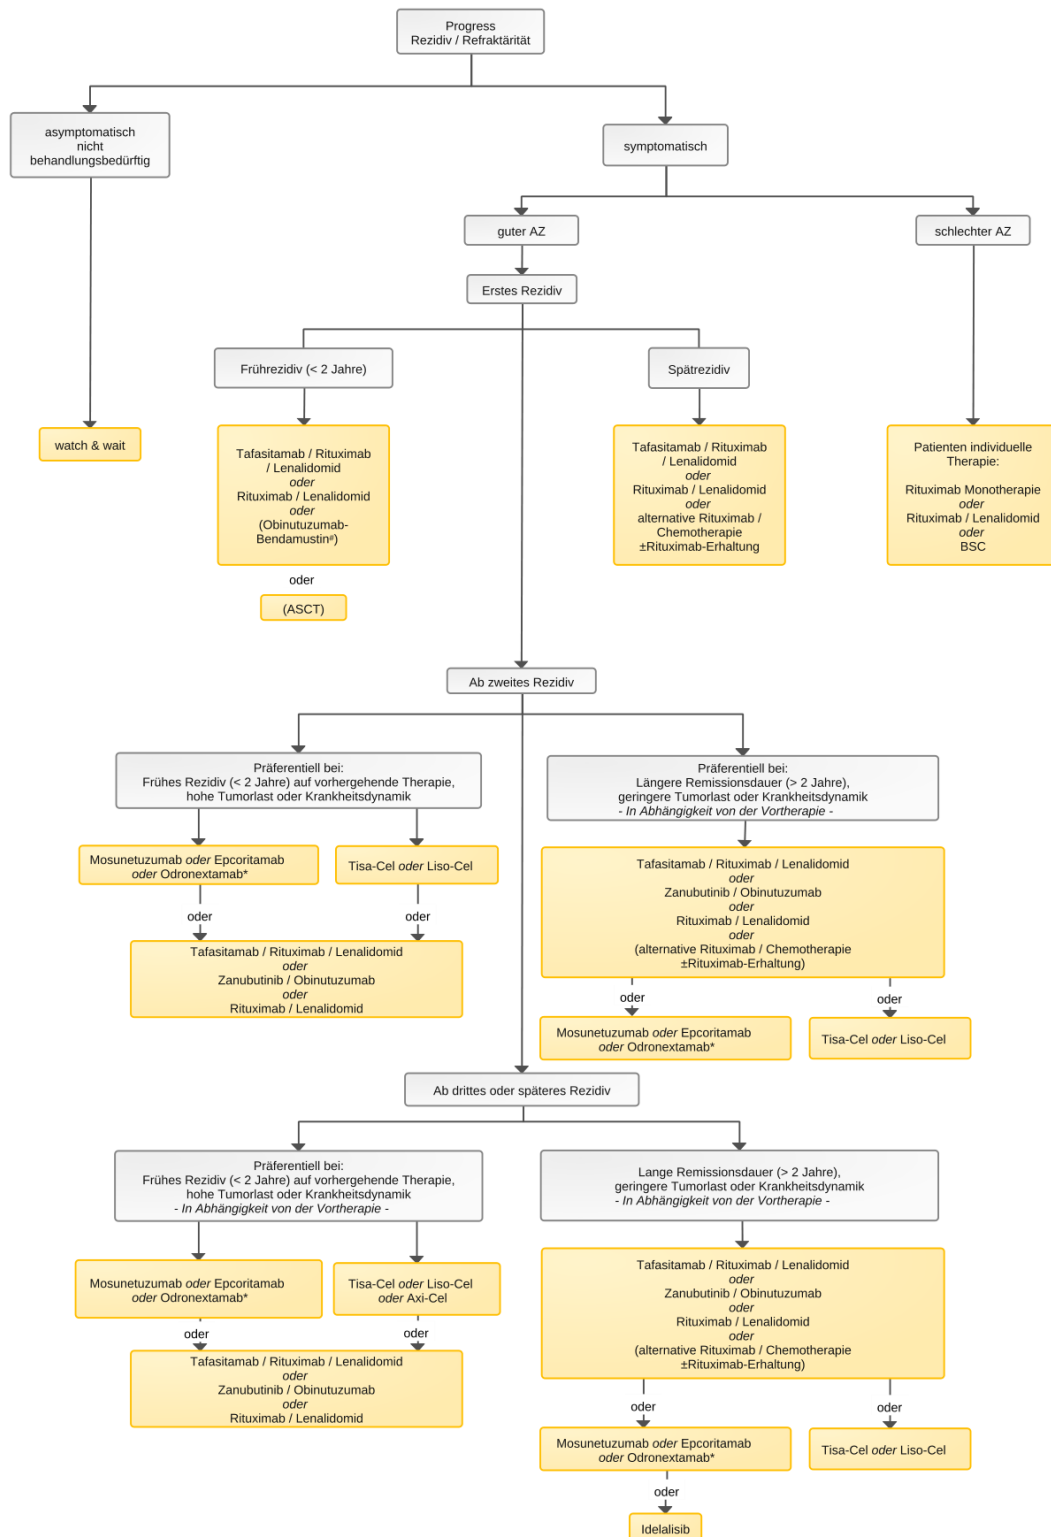 Progress
Rezidiv / Refraktärität
asymptomatisch
nicht
behandlungsbedürftig
symptomatisch
guter AZ
schlechter AZ
Erstes Rezidiv
Frührezidiv (< 2 Jahre)
Spätrezidiv
watch & wait
Tafasitamab / Rituximab
/ Lenalidomid
oder
Rituximab / Lenalidomid
oder
(Obinutuzumab-
Bendamustin#)
oder
(ASCT)
Tafasitamab / Rituximab
/ Lenalidomid
oder
Rituximab / Lenalidomid
oder
alternative Rituximab /
Chemotherapie
±Rituximab-Erhaltung
Patienten individuelle
Therapie:
Rituximab Monotherapie
oder
Rituximab / Lenalidomid
oder
BSC
Ab zweites Rezidiv
Präferentiell bei:
Frühes Rezidiv (< 2 Jahre) auf vorhergehende Therapie,
hohe Tumorlast oder Krankheitsdynamik
Präferentiell bei:
Längere Remissionsdauer (> 2 Jahre),
geringere Tumorlast oder Krankheitsdynamik
- In Abhängigkeit von der Vortherapie -
Mosunetuzumab oder Epcoritamab
oder Odronextamab*
Tisa-Cel oder Liso-Cel
oder
oder
Tafasitamab / Rituximab / Lenalidomid
oder
Zanubutinib / Obinutuzumab
oder
Rituximab / Lenalidomid
Tafasitamab / Rituximab / Lenalidomid
oder
Zanubutinib / Obinutuzumab
oder
Rituximab / Lenalidomid
oder
(alternative Rituximab / Chemotherapie
±Rituximab-Erhaltung)
oder
oder
Mosunetuzumab oder Epcoritamab
oder Odronextamab*
Tisa-Cel oder Liso-Cel
Ab drittes oder späteres Rezidiv
Präferentiell bei:
Frühes Rezidiv (< 2 Jahre) auf vorhergehende Therapie,
hohe Tumorlast oder Krankheitsdynamik
- In Abhängigkeit von der Vortherapie -
Lange Remissionsdauer (> 2 Jahre),
geringere Tumorlast oder Krankheitsdynamik
- In Abhängigkeit von der Vortherapie -
Mosunetuzumab oder Epcoritamab
oder Odronextamab*
Tisa-Cel oder Liso-Cel
oder Axi-Cel
oder
oder
Tafasitamab / Rituximab / Lenalidomid
oder
Zanubutinib / Obinutuzumab
oder
Rituximab / Lenalidomid
Tafasitamab / Rituximab / Lenalidomid
oder
Zanubutinib / Obinutuzumab
oder
Rituximab / Lenalidomid
oder
(alternative Rituximab / Chemotherapie
±Rituximab-Erhaltung)
oder
oder
Mosunetuzumab oder Epcoritamab
oder Odronextamab*
Tisa-Cel oder Liso-Cel
oder
Idelalisib